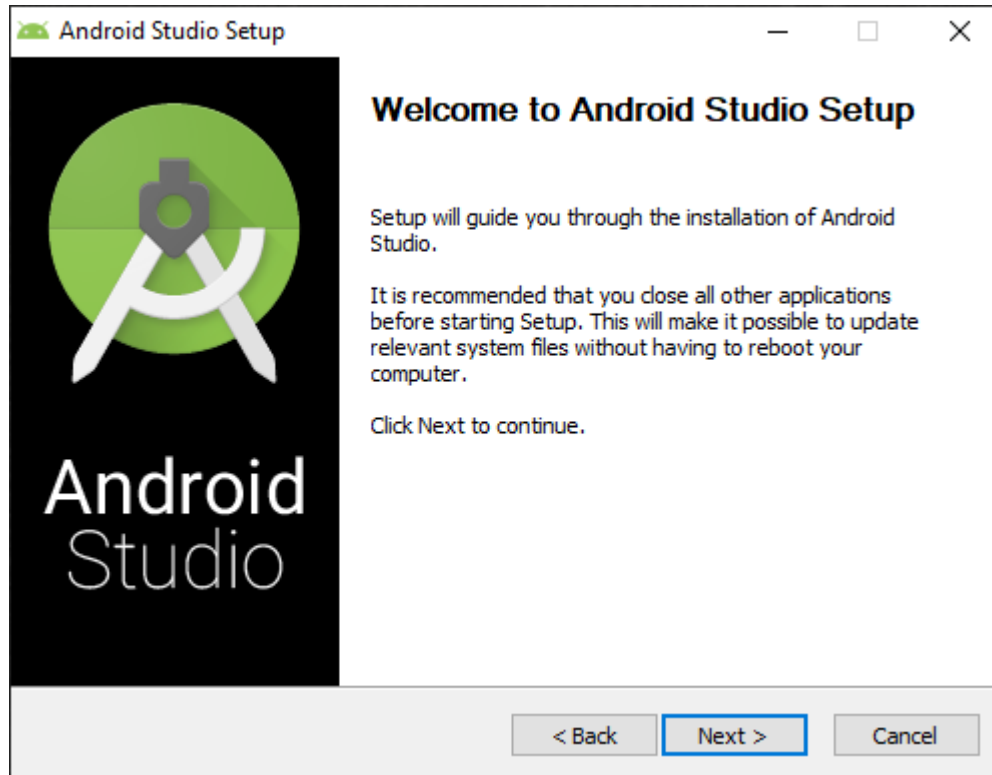 Android Studio Setup
Welcome to Android Studio Setup
Setup will guide you through the installation of Android
Studio.
It is recommended that you close all other applications
before starting Setup. This will make it possible to update
relevant system files without having to reboot your
computer.
Click Next to continue.
Android
Studio
< Back
Next >
Cancel